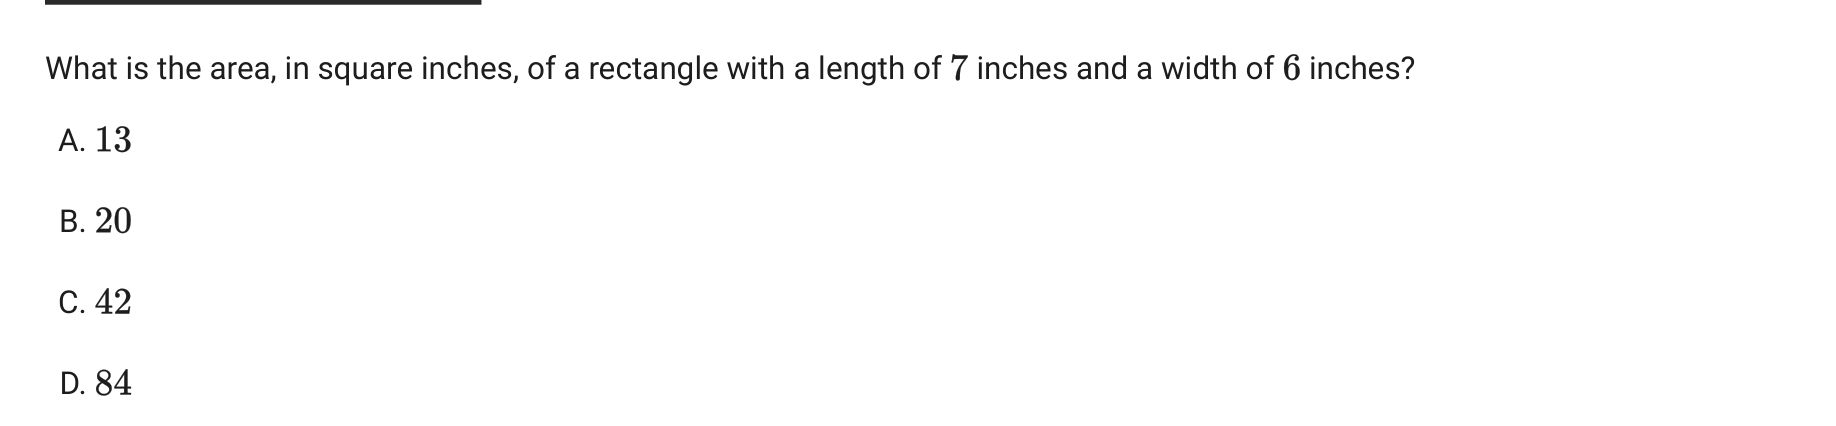 What is the area, in square inches, of a rectangle with a length of 7 inches and a width of 6 inches?
A. 13
B. 20
C. 42
D. 84